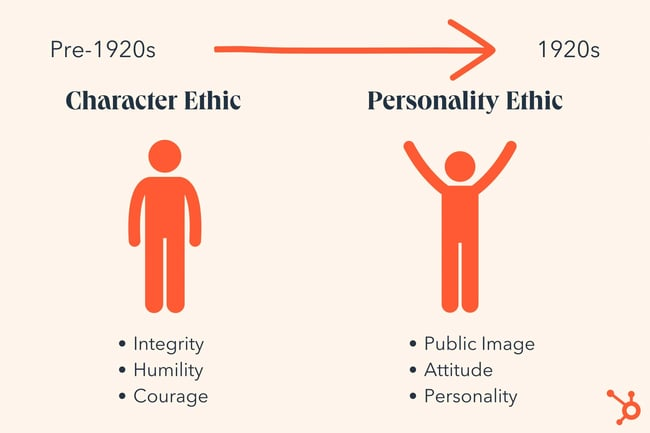 Pre-1920s
1920s
Character Ethic
Personality Ethic
• Integrity
• Humility
• Courage
• Public Image
• Attitude
• Personality